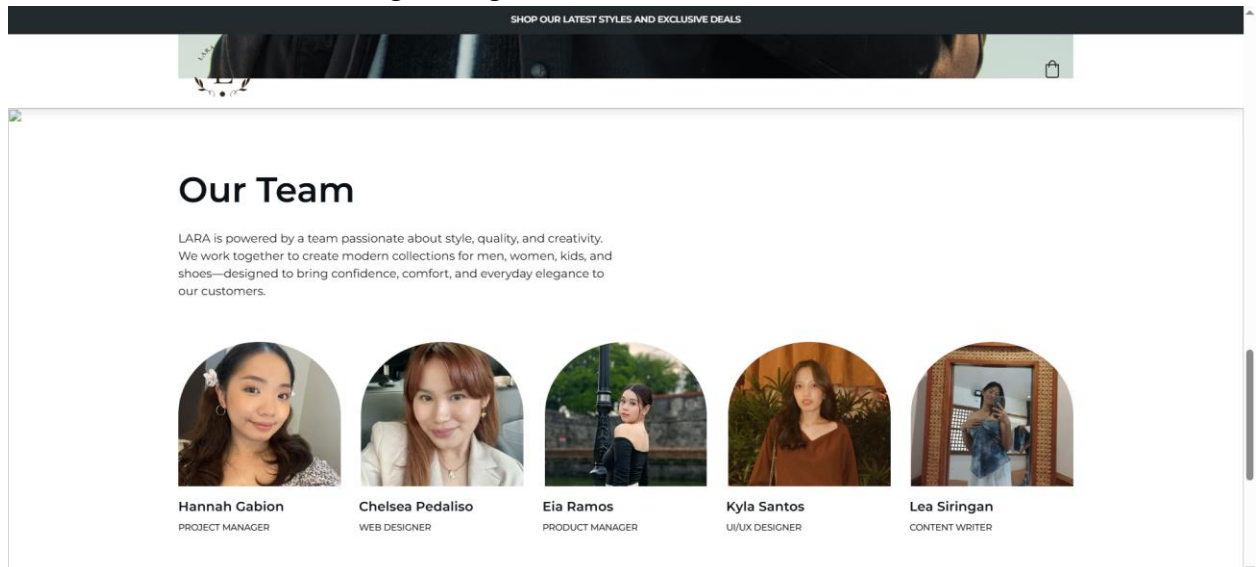 SHOP OUR LATEST STYLES AND EXCLUSIVE DEALS
LARA
L
Our Team
LARA is powered by a team passionate about style, quality, and creativity.
We work together to create modern collections for men, women, kids, and
shoes—designed to bring confidence, comfort, and everyday elegance to
our customers.
Hannah Gabion
PROJECT MANAGER
Chelsea Pedaliso
WEB DESIGNER
Eia Ramos
PRODUCT MANAGER
Kyla Santos
UI/UX DESIGNER
Lea Siringan
CONTENT WRITER